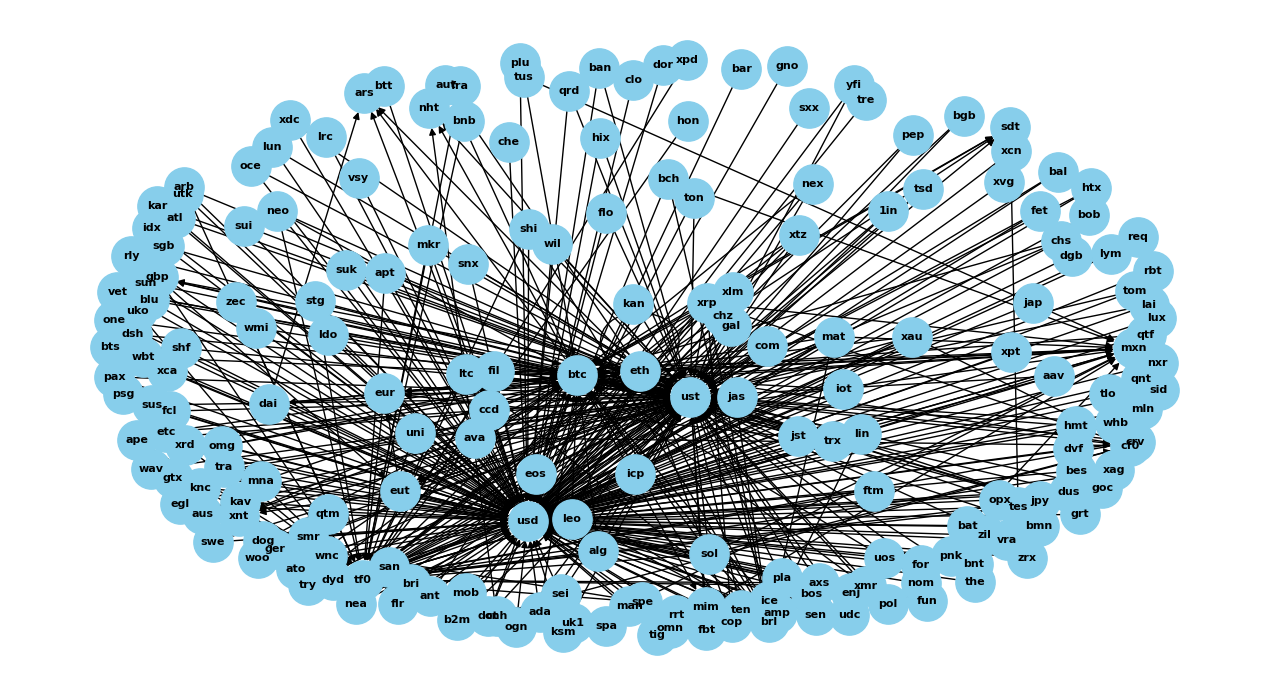 plu
tus
ban
clo
dor
xpd
bar
gno
yfi
tre
ars
btt
aut
fra
nht
bnb
qrd
hon
sxx
pep
bgb
sdt
xcn
xdc
lrc
lun
oce
che
hix
vsy
bch
ton
nex
tsd
xvg
bal
htx
arb
utk
kar
atl
idx
neo
sui
shi
wil
flo
xtz
1in
fet
bob
chs
dgb
lym
req
rly
sgb
mkr
snx
suk
apt
gbp
sun
rbt
vet
blu
uko
zec
stg
kan
xrp
xlm
chz
gal
jap
tom
lai
lux
one
dsh
wmi
ldo
com
mat
xau
qtf
mxn
bts
wbt
shf
xca
xpt
nxr
pax
psg
ltc
fil
btc
eth
ust
jas
iot
aav
qnt
sid
tlo
sus
fcl
dai
eur
ccd
mln
ape
etc
xrd
omg
uni
ava
jst
trx
lin
hmt
whb
dvf
cf0
wav
gtx
tra
knc
mna
eos
icp
bes
xag
goc
egl
aus
kav
xnt
eut
ftm
dus
opx
tes
jpy
grt
qtm
usd
leo
bat
zil
vra
bmn
swe
woo
dog
ger
smr
wnc
alg
sol
uos
for
pnk
bnt
zrx
the
ato
try
dyd
tf0
san
bri
ant
nea
flr
mob
sei
pla
axs
bos
enj
xmr
nom
fun
pol
b2m
ogn
ada
uk1
ksm
spa
man
spe
tig
omn
rrt
mim
fbt
cop
ten
ice
amp
brl
sen
udc